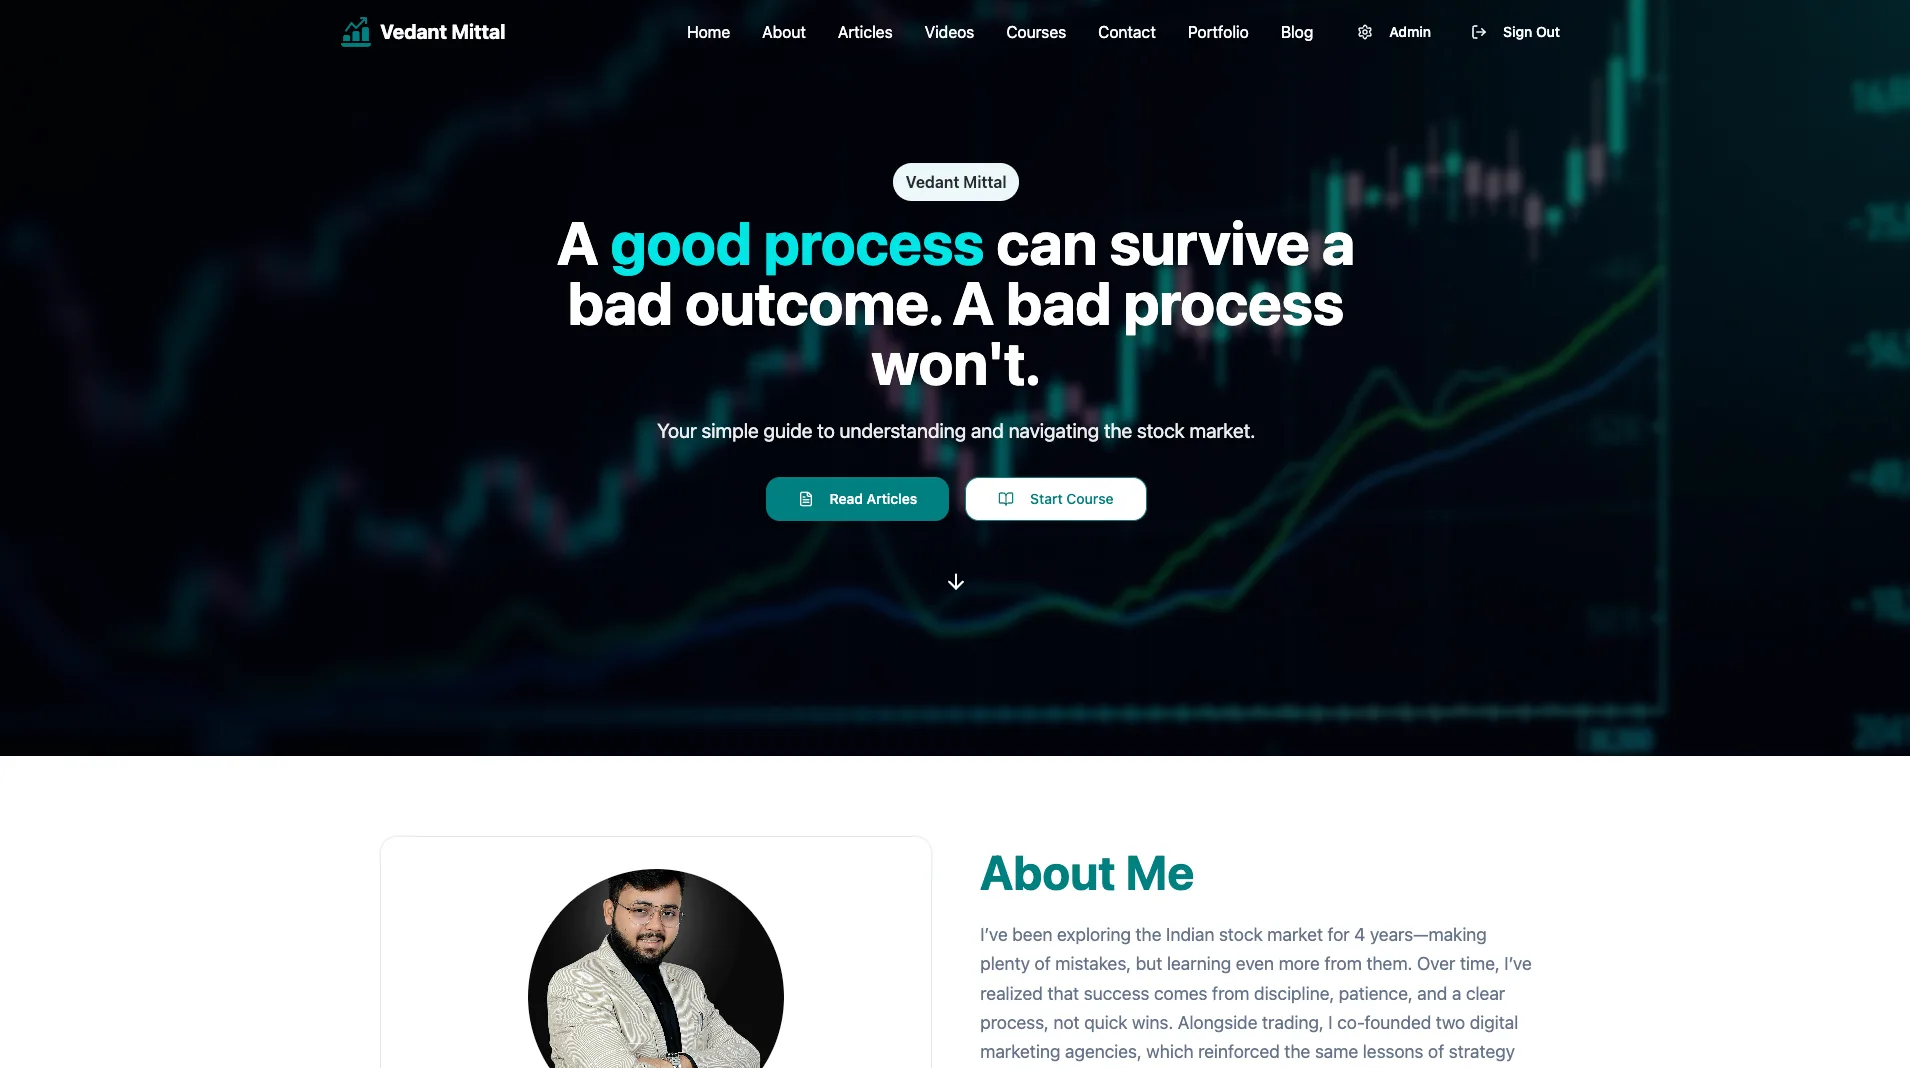 Vedant Mittal
Home About Articles Videos Courses Contact Portfolio Blog Admin Sign Out
Vedant Mittal
A good process can survive a
bad outcome. A bad process
won't.
Your simple guide to understanding and navigating the stock market.
Read Articles
Start Course
About Me
I’ve been exploring the Indian stock market for 4 years—making
plenty of mistakes, but learning even more from them. Over time, I’ve
realized that success comes from discipline, patience, and a clear
process, not quick wins. Alongside trading, I co-founded two digital
marketing agencies, which reinforced the same lessons of strategy